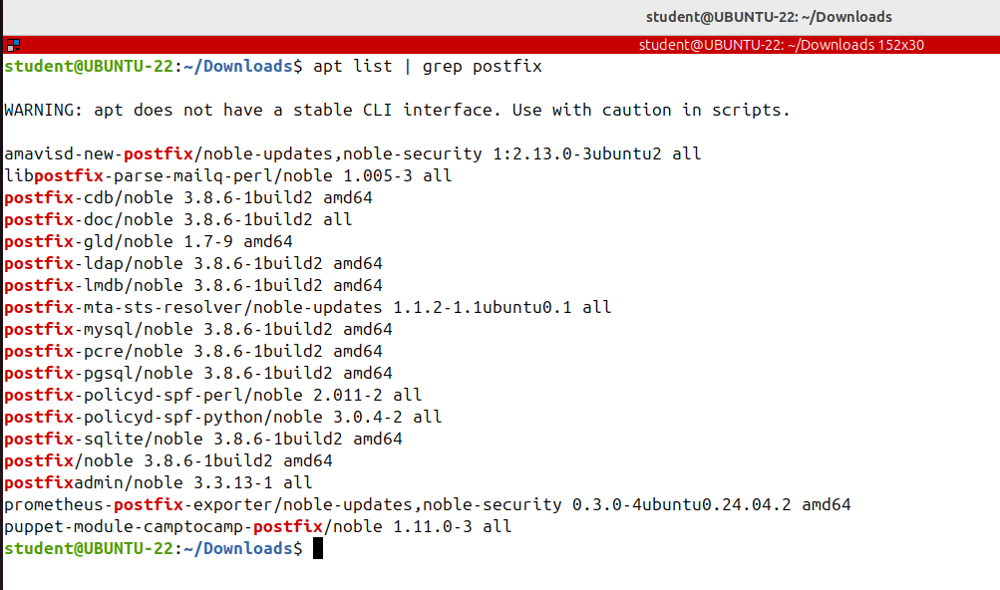 student@UBUNTU-22: ~/Downloads
student@UBUNTU-22: ~/Downloads 152x30
student@UBUNTU-22:~/Downloads$ apt list | grep postfix
WARNING: apt does not have a stable CLI interface. Use with caution in scripts.
amavisd-new-postfix/noble-updates,noble-security 1:2.13.0-3ubuntu2 all
libpostfix-parse-mailq-perl/noble 1.005-3 all
postfix-cdb/noble 3.8.6-1build2 amd64
postfix-doc/noble 3.8.6-1build2 all
postfix-gld/noble 1.7-9 amd64
postfix-ldap/noble 3.8.6-1build2 amd64
postfix-lmdb/noble 3.8.6-1build2 amd64
postfix-mta-sts-resolver/noble-updates 1.1.2-1.1ubuntu0.1 all
postfix-mysql/noble 3.8.6-1build2 amd64
postfix-pcre/noble 3.8.6-1build2 amd64
postfix-pgsql/noble 3.8.6-1build2 amd64
postfix-policyd-spf-perl/noble 2.011-2 all
postfix-policyd-spf-python/noble 3.0.4-2 all
postfix-sqlite/noble 3.8.6-1build2 amd64
postfix/noble 3.8.6-1build2 amd64
postfixadmin/noble 3.3.13-1 all
prometheus-postfix-exporter/noble-updates,noble-security 0.3.0-4ubuntu0.24.04.2 amd64
puppet-module-camptocamp-postfix/noble 1.11.0-3 all
student@UBUNTU-22:~/Downloads$